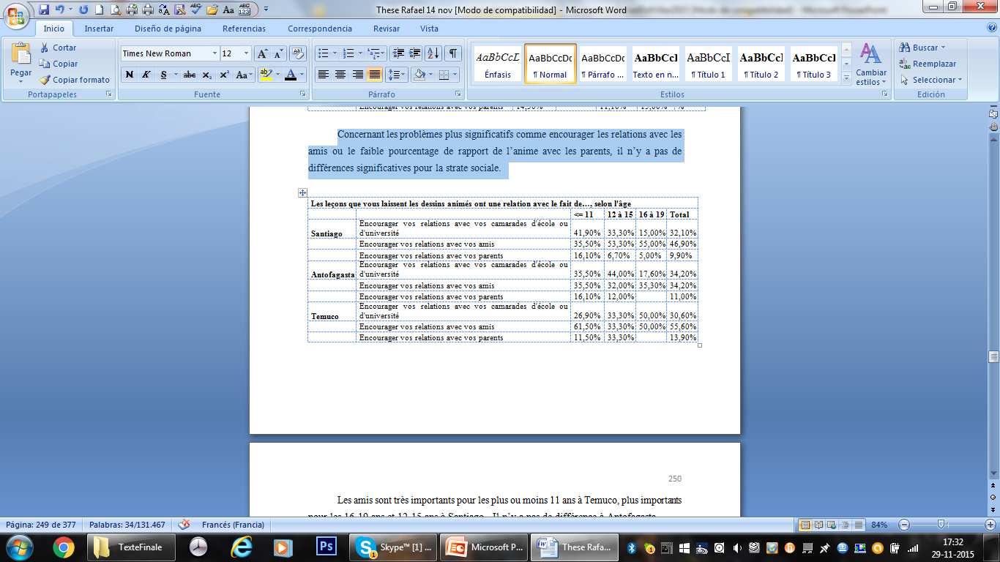 These Rafael 14 nov [Modo de compatibilidad] - Microsoft Word
Inicio Insertar Diseño de página Referencias Correspondencia Revisar Vista
Pegar
Cortar
Copiar
Copiar formato
Portapapeles
Times New Roman 12
Fuente
Párrafo
AaBbCcL AaBbCcDc AaBbCcDc AaBbCcI AaBbCcI AaBbCcI AaBbCcI
Énfasis ¶ Normal ¶ Párrafo ... Texto en n... ¶ Título 1 ¶ Título 2 ¶ Título 3
Cambiar estilos
Estilos
Buscar
Reemplazar
Seleccionar
Edición
Encourager vos relations avec vos parents 14,30% 11,10% 15,00% %
Concernant les problèmes plus significatifs comme encourager les relations avec les
amis ou le faible pourcentage de rapport de l'anime avec les parents, il n'y a pas de
différences significatives pour la strate sociale.
Les leçons que vous laissent les dessins animés ont une relation avec le fait de..., selon l'âge
<= 11 12 à 15 16 à 19 Total
Encourager vos relations avec vos camarades d'école ou
Santiago d'université 41,90% 33,30% 15,00% 32,10%
Encourager vos relations avec vos amis 35,50% 53,30% 55,00% 46,90%
Encourager vos relations avec vos parents 16,10% 6,70% 5,00% 9,90%
Encourager vos relations avec vos camarades d'école ou
Antofagasta d'université 35,50% 44,00% 17,60% 34,20%
Encourager vos relations avec vos amis 35,50% 32,00% 35,30% 34,20%
Encourager vos relations avec vos parents 16,10% 12,00% 11,00%
Encourager vos relations avec vos camarades d'école ou
Temuco d'université 26,90% 33,30% 50,00% 30,60%
Encourager vos relations avec vos amis 61,50% 33,30% 50,00% 55,60%
Encourager vos relations avec vos parents 11,50% 33,30% 13,90%
250
Les amis sont très importants pour les plus ou moins 11 ans à Temuco, plus importants
pour les 16-19 ans et 12-15 ans à Santiago. Il n'y a pas de différence à Antofagasta.
Página: 249 de 377 Palabras: 34/131.467 Francés (Francia) 84%
TexteFinale Skype™ [1] ... Microsoft P... These Rafa...
17:32
29-11-2015